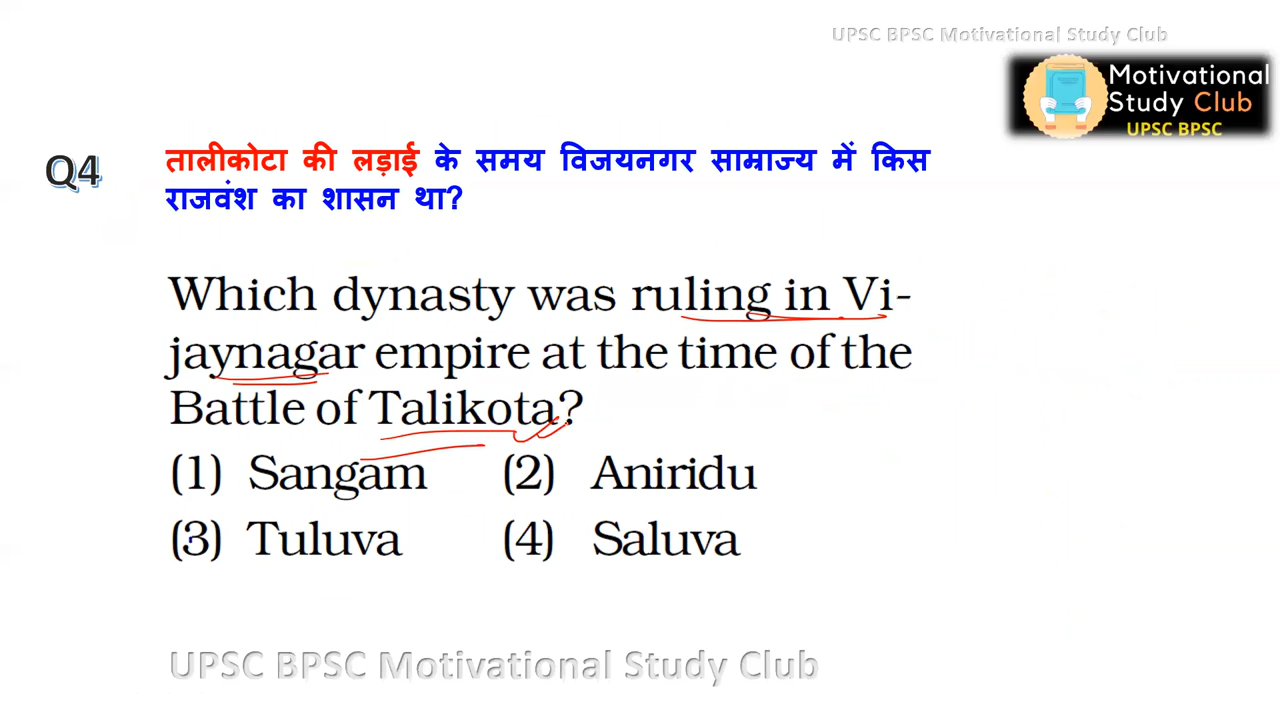 UPSC BPSC Motivational Study Club
Motivational
Study Club
UPSC BPSC
Q4
तालीकोटा की लड़ाई के समय विजयनगर साम्राज्य में किस
राजवंश का शासन था?
Which dynasty was ruling in Vi-
jaynagar empire at the time of the
Battle of Talikota?
(1) Sangam (2) Aniridu
(3) Tuluva (4) Saluva
UPSC BPSC Motivational Study Club